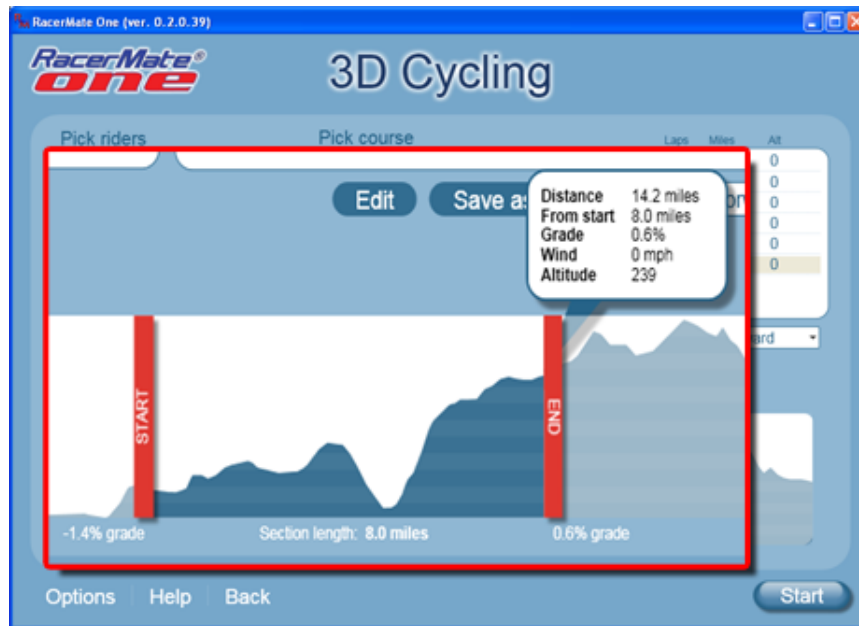 RacerMate One (ver. 0.2.0.39)
RacerMate®
one
3D Cycling
Pick riders
Pick course
Laps Miles Alt
0
0
0
0
0
0
Edit
Save as
Distance 14.2 miles
From start 8.0 miles
Grade 0.6%
Wind 0 mph
Altitude 239
ard
START
END
-1.4% grade
Section length: 8.0 miles
0.6% grade
Options
Help
Back
Start